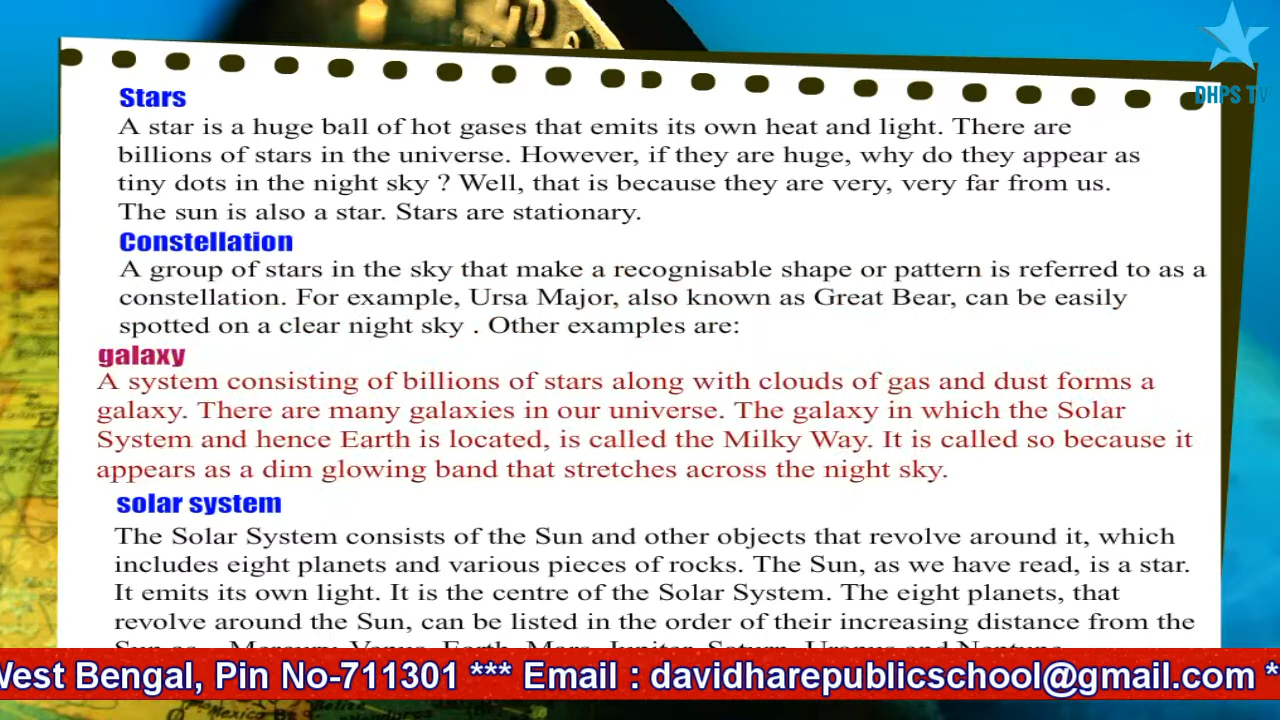 DHPS TV
Stars
A star is a huge ball of hot gases that emits its own heat and light. There are
billions of stars in the universe. However, if they are huge, why do they appear as
tiny dots in the night sky ? Well, that is because they are very, very far from us.
The sun is also a star. Stars are stationary.
Constellation
A group of stars in the sky that make a recognisable shape or pattern is referred to as a
constellation. For example, Ursa Major, also known as Great Bear, can be easily
spotted on a clear night sky . Other examples are:
galaxy
A system consisting of billions of stars along with clouds of gas and dust forms a
galaxy. There are many galaxies in our universe. The galaxy in which the Solar
System and hence Earth is located, is called the Milky Way. It is called so because it
appears as a dim glowing band that stretches across the night sky.
solar system
The Solar System consists of the Sun and other objects that revolve around it, which
includes eight planets and various pieces of rocks. The Sun, as we have read, is a star.
It emits its own light. It is the centre of the Solar System. The eight planets, that
revolve around the Sun, can be listed in the order of their increasing distance from the
Sun as Mercury, Venus, Earth, Mars, Jupiter, Saturn, Uranus and Neptune
West Bengal, Pin No-711301 *** Email : davidharepublicschool@gmail.com *